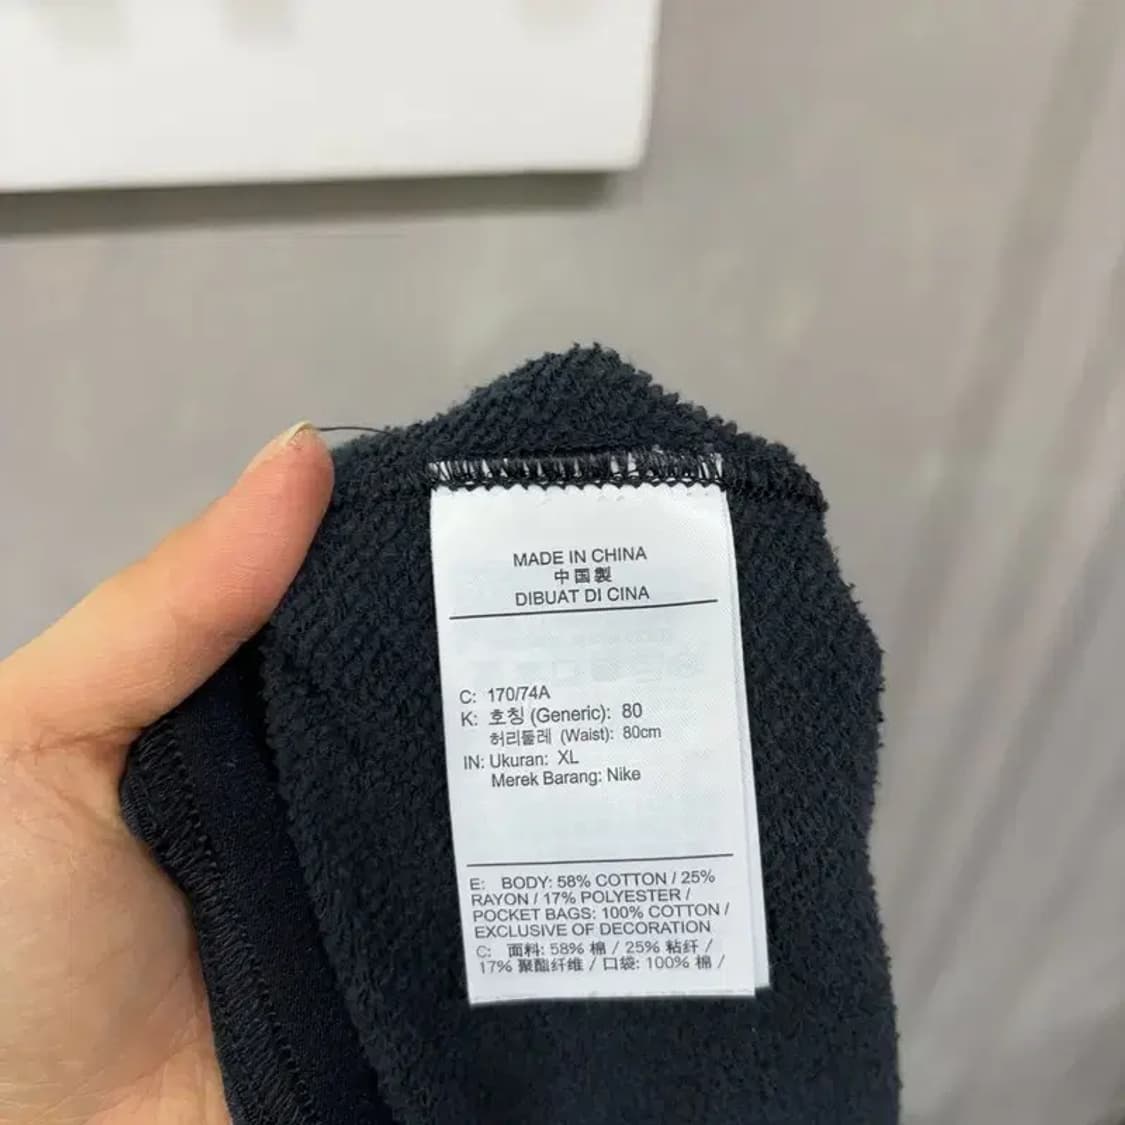 MADE IN CHINA
中国製
DIBUAT DI CINA
C: 170/74A
K: 호칭 (Generic): 80
허리둘레 (Waist): 80cm
IN: Ukuran: XL
Merek Barang: Nike
E: BODY: 58% COTTON / 25%
RAYON / 17% POLYESTER /
POCKET BAGS: 100% COTTON /
EXCLUSIVE OF DECORATION
C: 面料: 58% 棉 / 25% 粘纤 /
17% 聚酯纤维 / 口袋: 100% 棉 /